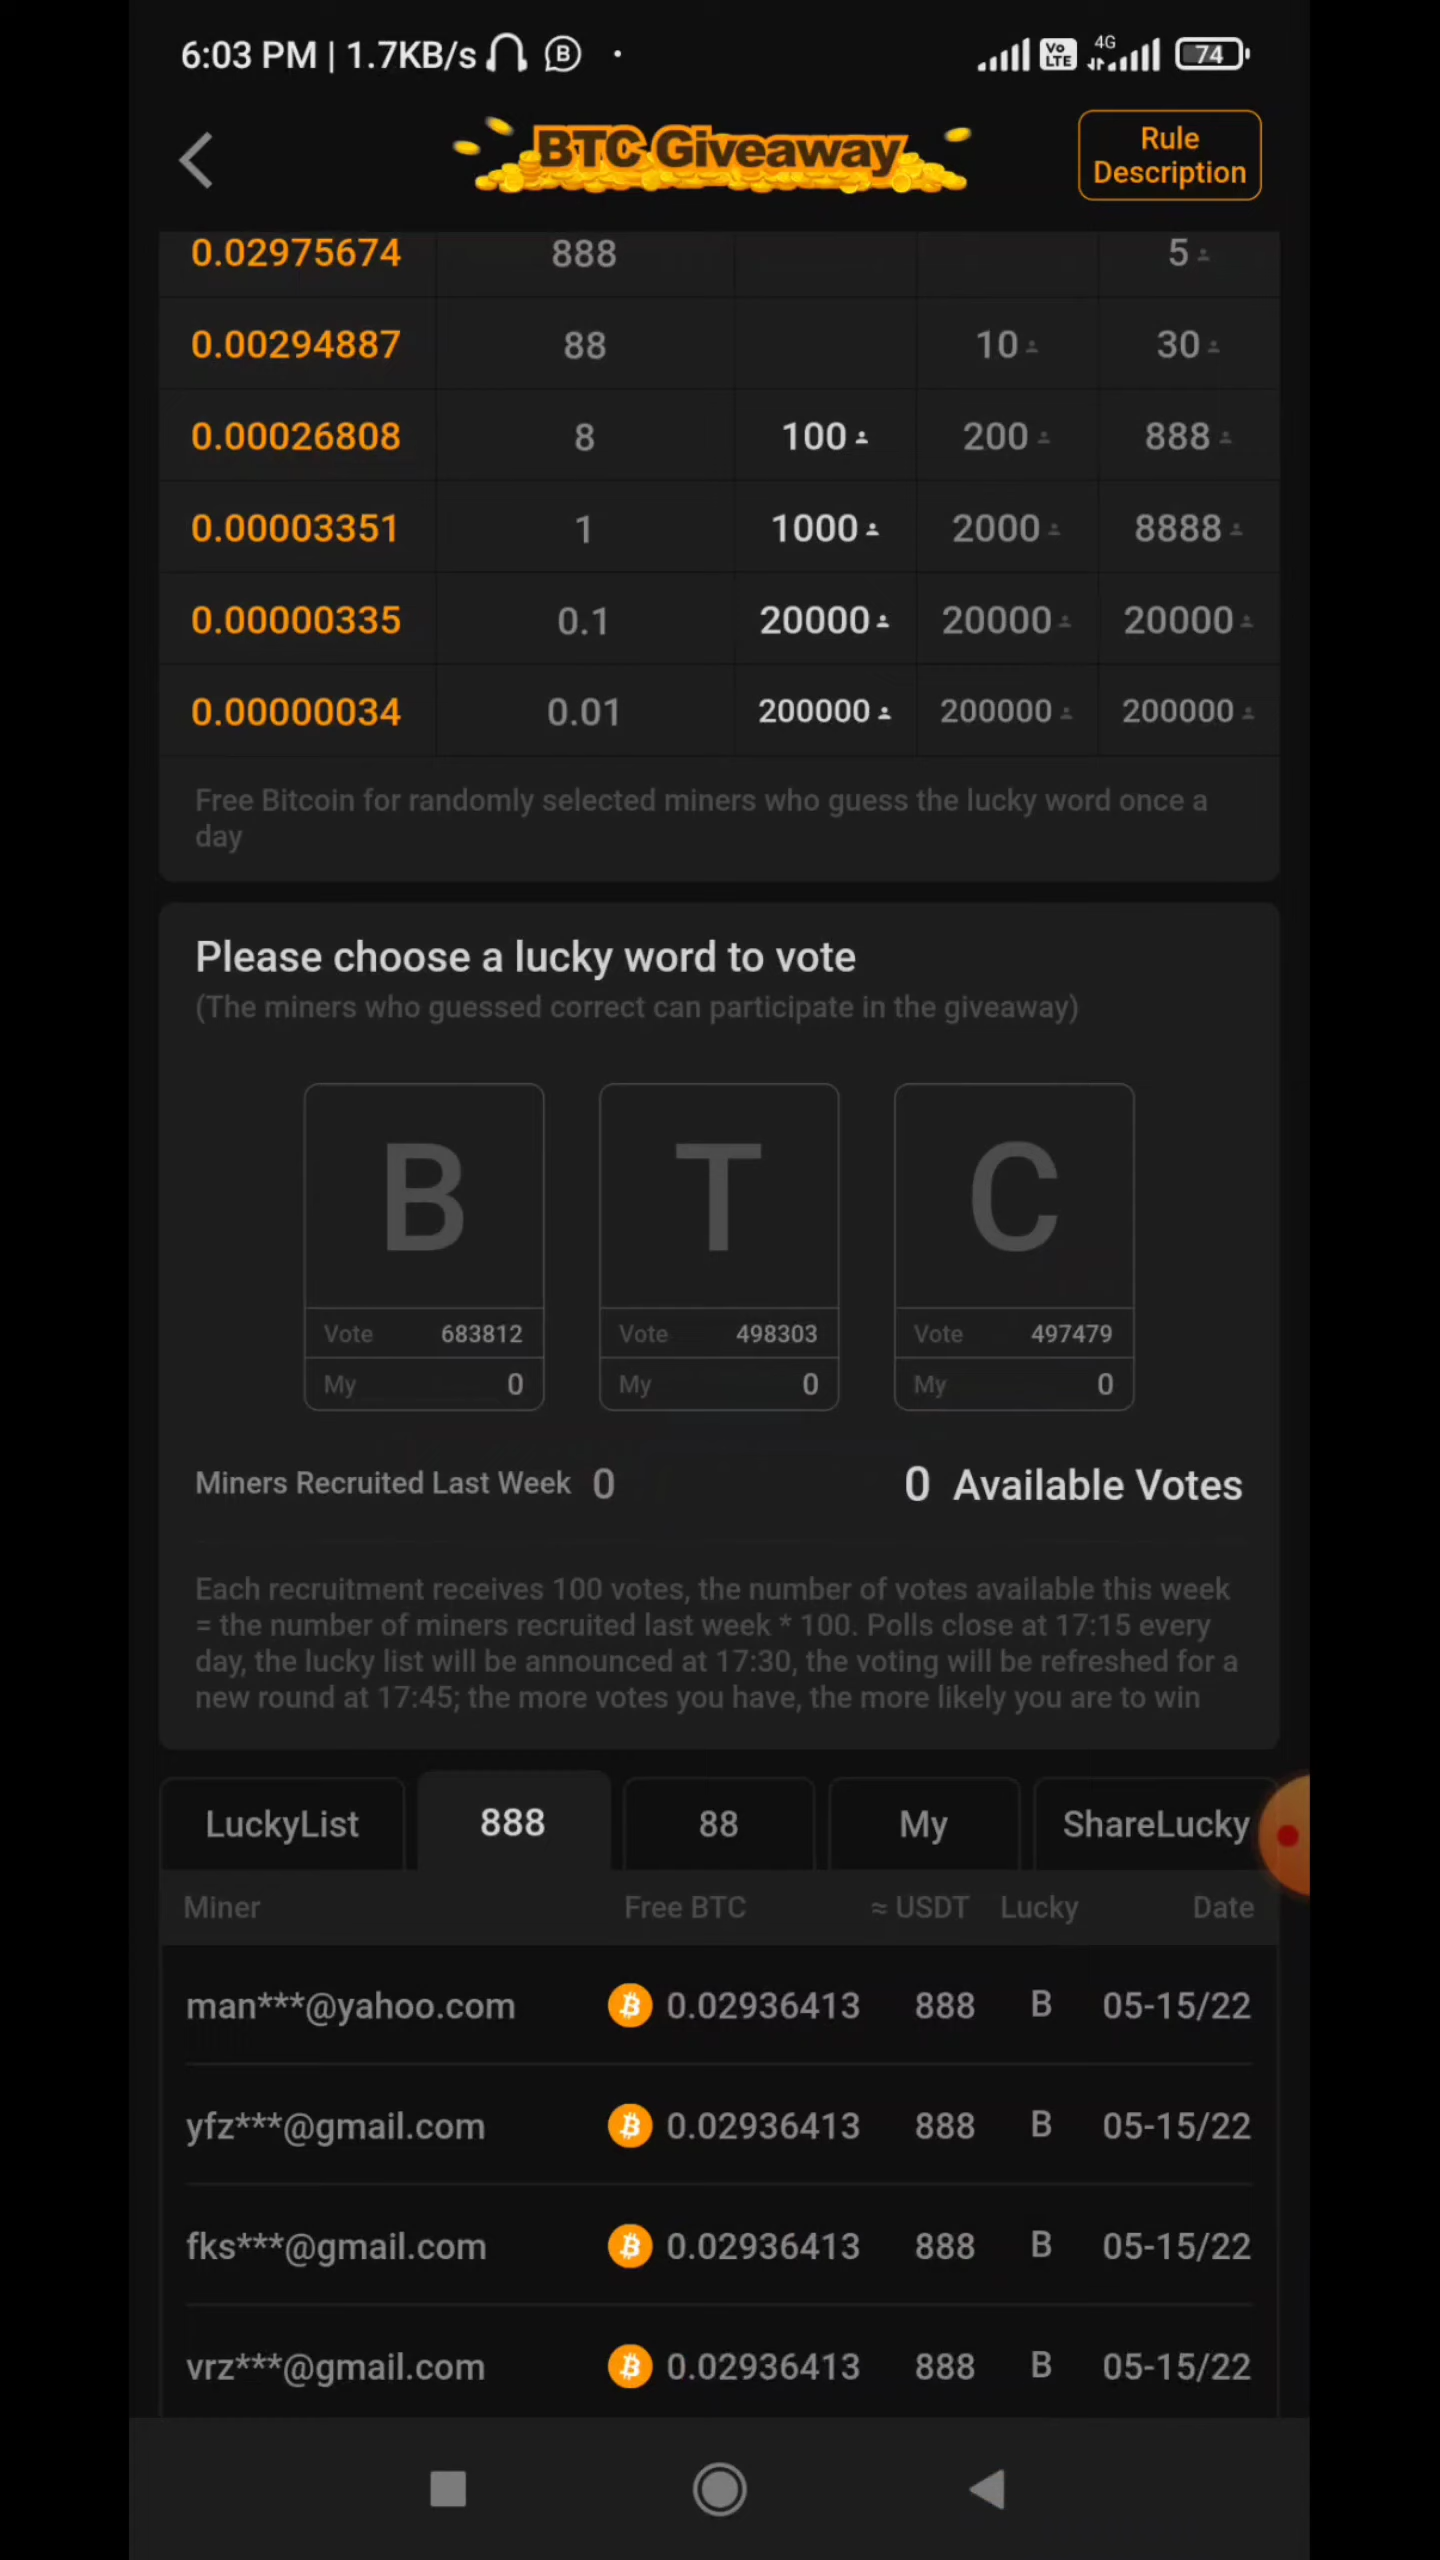 6:03 PM | 1.7KB/s B
Vo LTE 4G 74
BTC Giveaway
Rule
Description
0.02975674 888 5
0.00294887 88 10 30
0.00026808 8 100 200 888
0.00003351 1 1000 2000 8888
0.00000335 0.1 20000 20000 20000
0.00000034 0.01 200000 200000 200000
Free Bitcoin for randomly selected miners who guess the lucky word once a
day
Please choose a lucky word to vote
(The miners who guessed correct can participate in the giveaway)
B T C
Vote 683812 Vote 498303 Vote 497479
My 0 My 0 My 0
Miners Recruited Last Week 0 0 Available Votes
Each recruitment receives 100 votes, the number of votes available this week
= the number of miners recruited last week * 100. Polls close at 17:15 every
day, the lucky list will be announced at 17:30, the voting will be refreshed for a
new round at 17:45; the more votes you have, the more likely you are to win
LuckyList 888 88 My ShareLucky
Miner Free BTC ≈ USDT Lucky Date
man***@yahoo.com 0.02936413 888 B 05-15/22
yfz***@gmail.com 0.02936413 888 B 05-15/22
fks***@gmail.com 0.02936413 888 B 05-15/22
vrz***@gmail.com 0.02936413 888 B 05-15/22